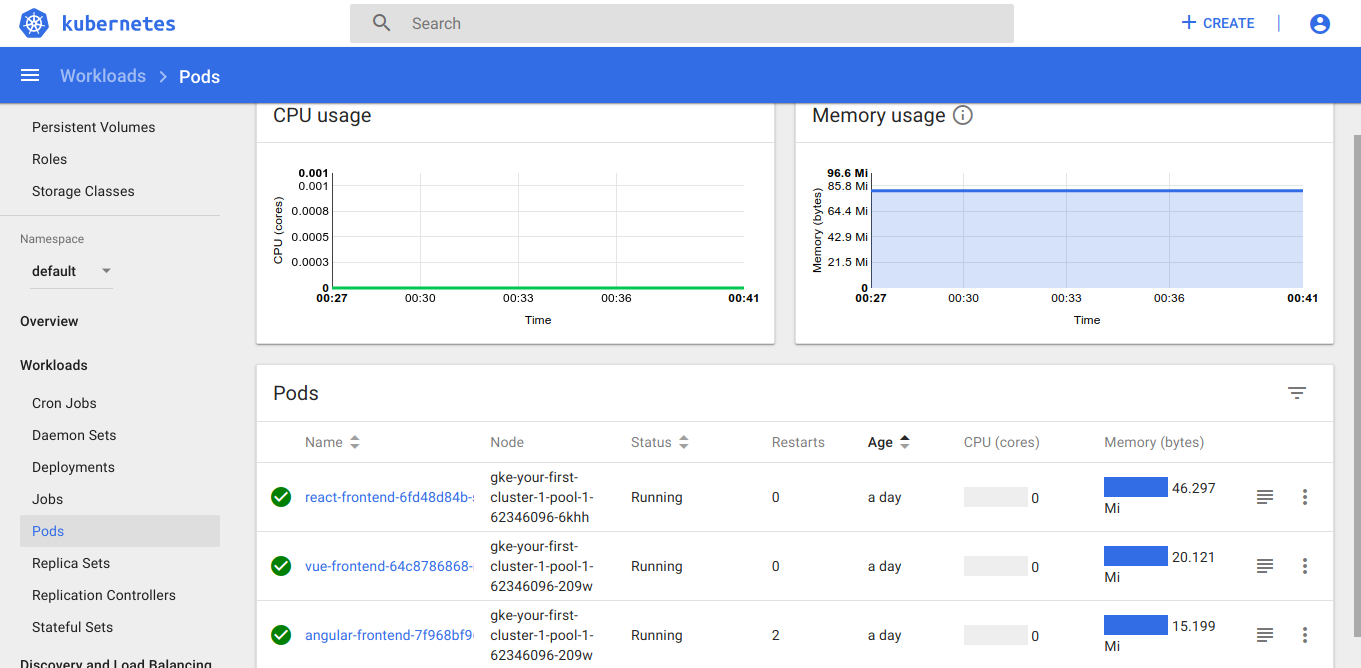 kubernetes
Search
+ CREATE
Workloads > Pods
Persistent Volumes
Roles
Storage Classes
Namespace
default
Overview
Workloads
Cron Jobs
Daemon Sets
Deployments
Jobs
Pods
Replica Sets
Replication Controllers
Stateful Sets
Discovery and Load Balancing
CPU usage
CPU (cores)
0.001
0.001
0.0008
0.0005
0.0003
0
00:27 00:30 00:33 00:36 00:41
Time
Memory usage
Memory (bytes)
96.6 Mi
85.8 Mi
64.4 Mi
42.9 Mi
21.5 Mi
0
00:27 00:30 00:33 00:36 00:41
Time
Pods
Name Node Status Restarts Age CPU (cores) Memory (bytes)
gke-your-first-
react-frontend-6fd48d84b- cluster-1-pool-1- Running 0 a day 0 46.297
62346096-6khh Mi
gke-your-first-
vue-frontend-64c8786868- cluster-1-pool-1- Running 0 a day 0 20.121
62346096-209w Mi
gke-your-first-
angular-frontend-7f968bf9 cluster-1-pool-1- Running 2 a day 0 15.199
62346096-209w Mi